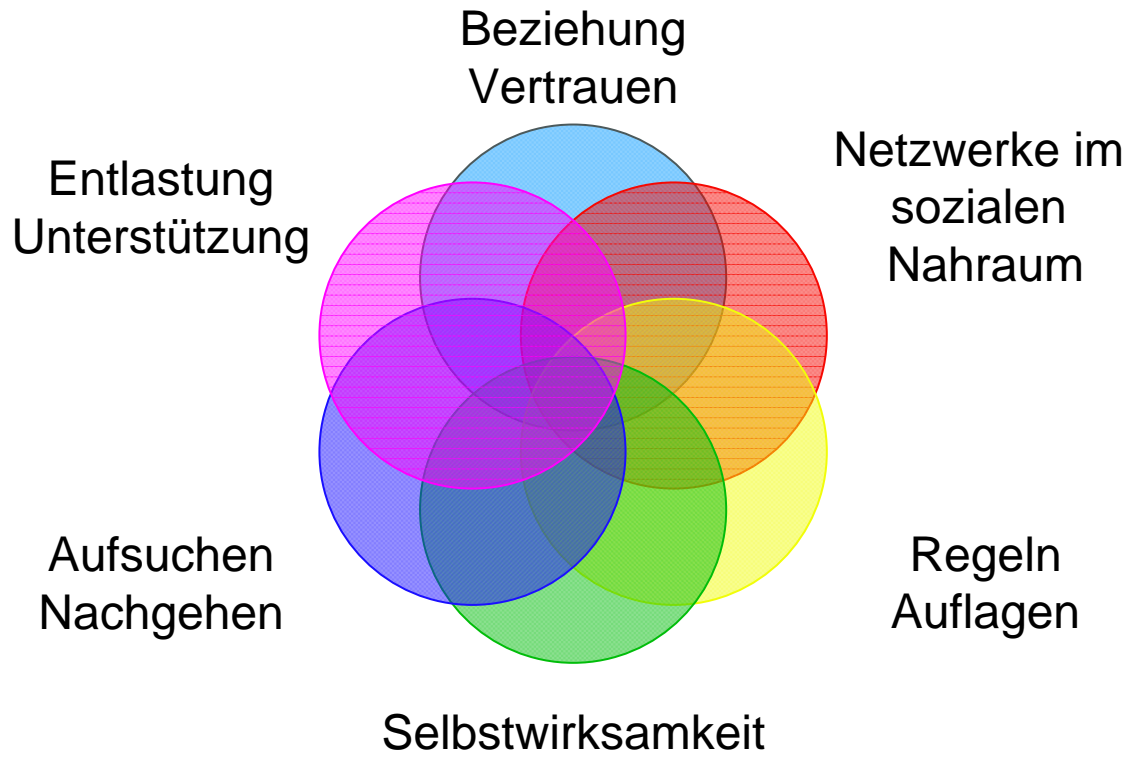 Beziehung
Vertrauen
Netzwerke im
sozialen
Nahraum
Entlastung
Unterstützung
Aufsuchen
Nachgehen
Regeln
Auflagen
Selbstwirksamkeit